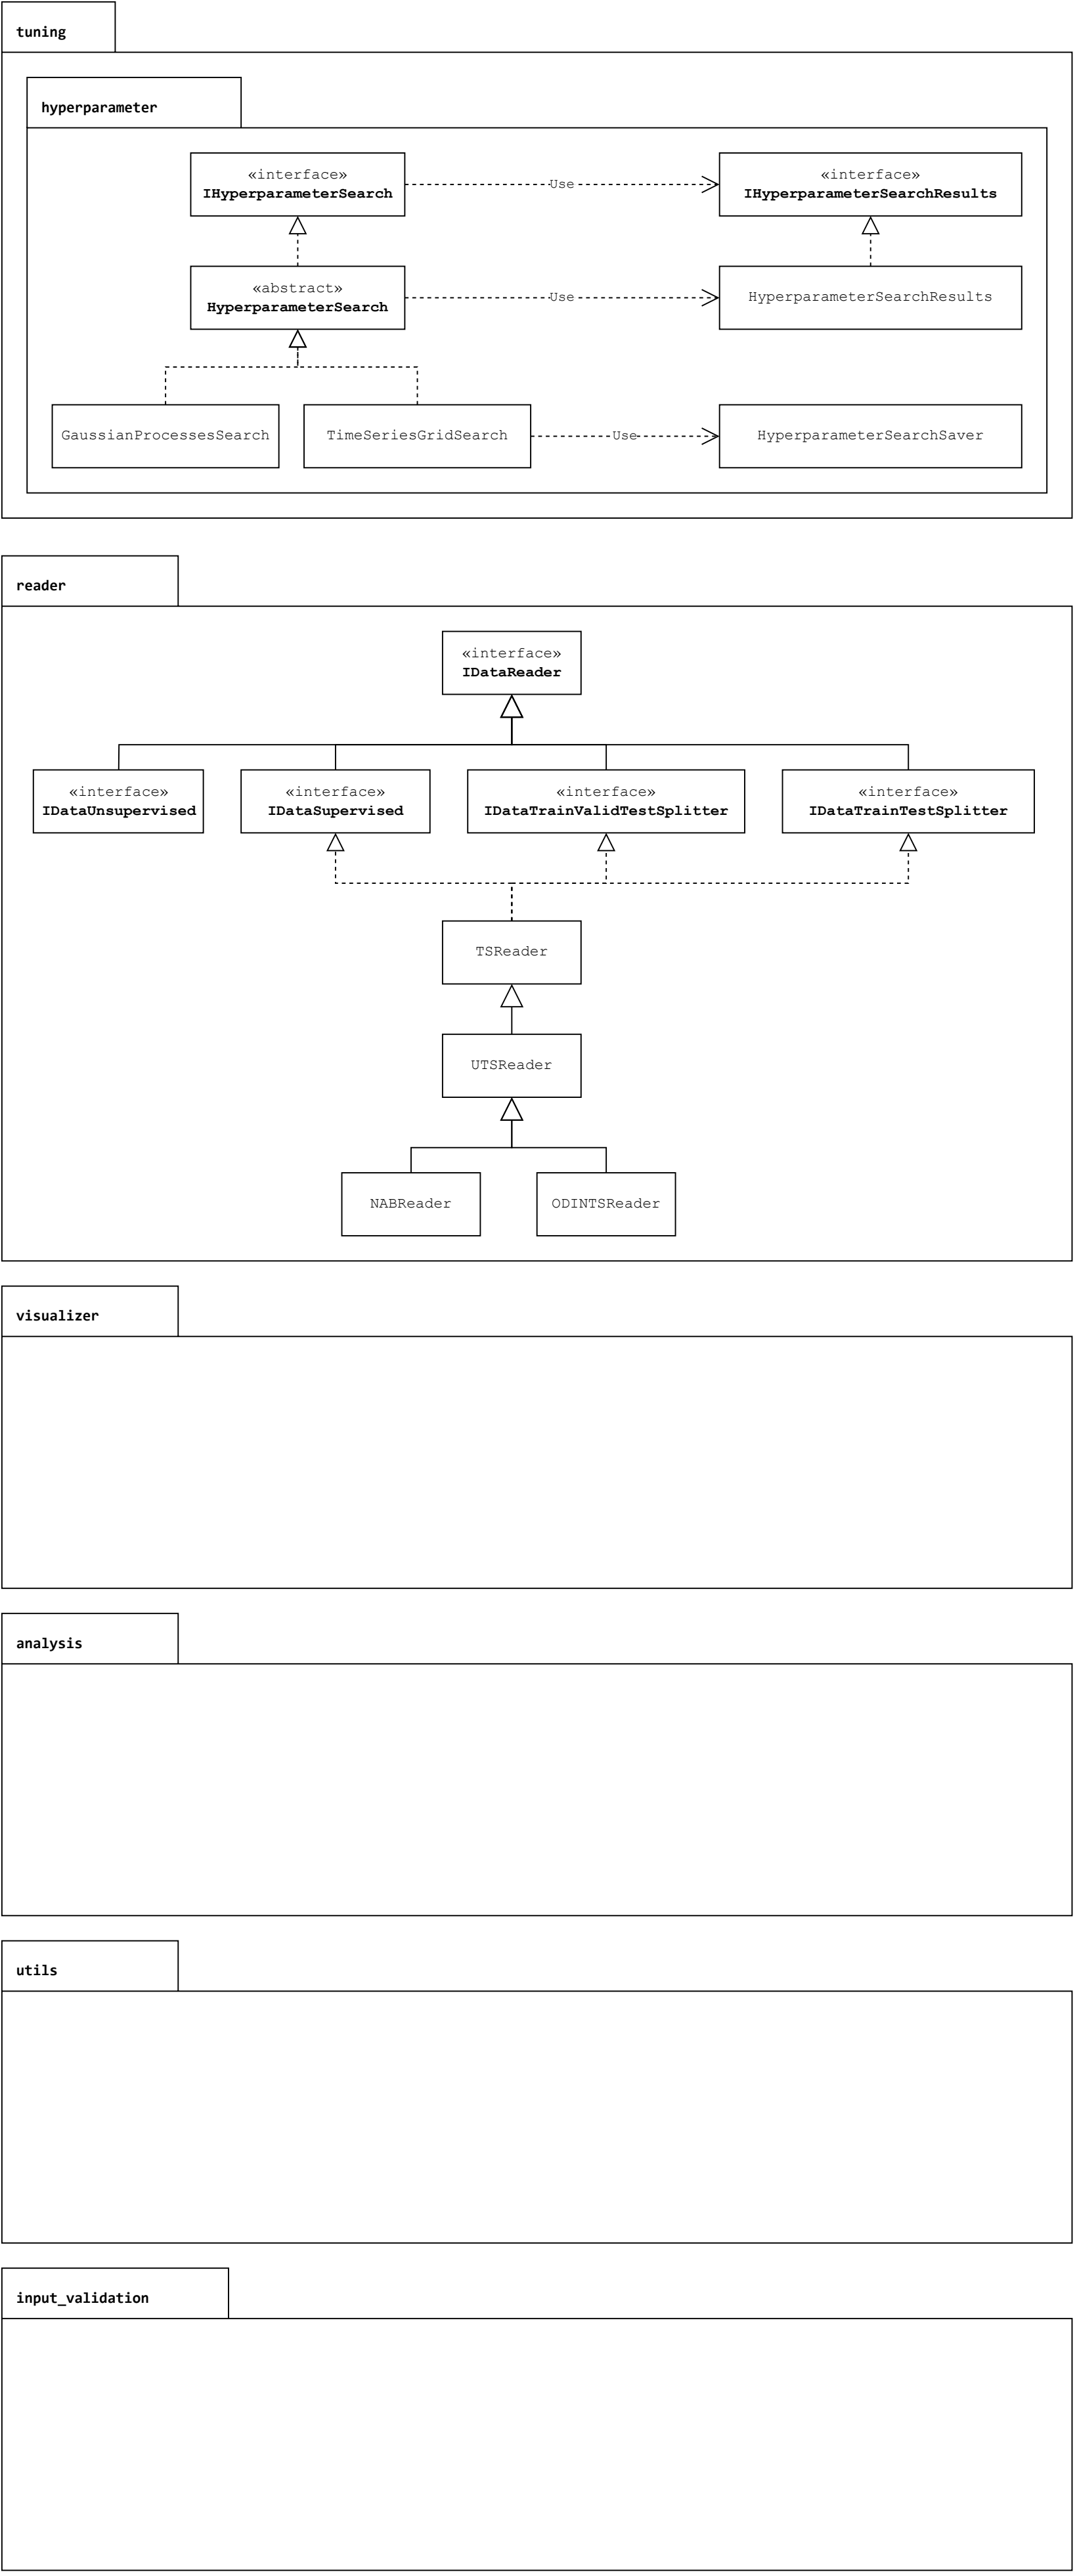 tuning
hyperparameter
«interface»
IHyperparameterSearch
Use
«interface»
IHyperparameterSearchResults
«abstract»
HyperparameterSearch
Use
HyperparameterSearchResults
GaussianProcessesSearch
TimeSeriesGridSearch
Use
HyperparameterSearchSaver
reader
«interface»
IDataReader
«interface»
IDataUnsupervised
«interface»
IDataSupervised
«interface»
IDataTrainValidTestSplitter
«interface»
IDataTrainTestSplitter
TSReader
UTSReader
NABReader
ODINTSReader
visualizer
analysis
utils
input_validation